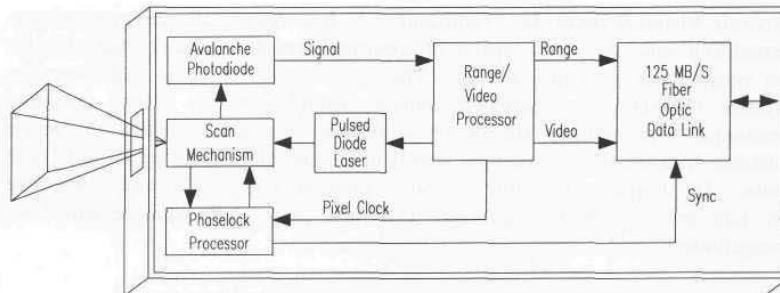 Avalanche
Photodiode
Signal
Range/
Video
Processor
Range
125 MB/S
Fiber
Optic
Data Link
Scan
Mechanism
Pulsed
Diode
Laser
Video
Pixel Clock
Sync
Phaselock
Processor